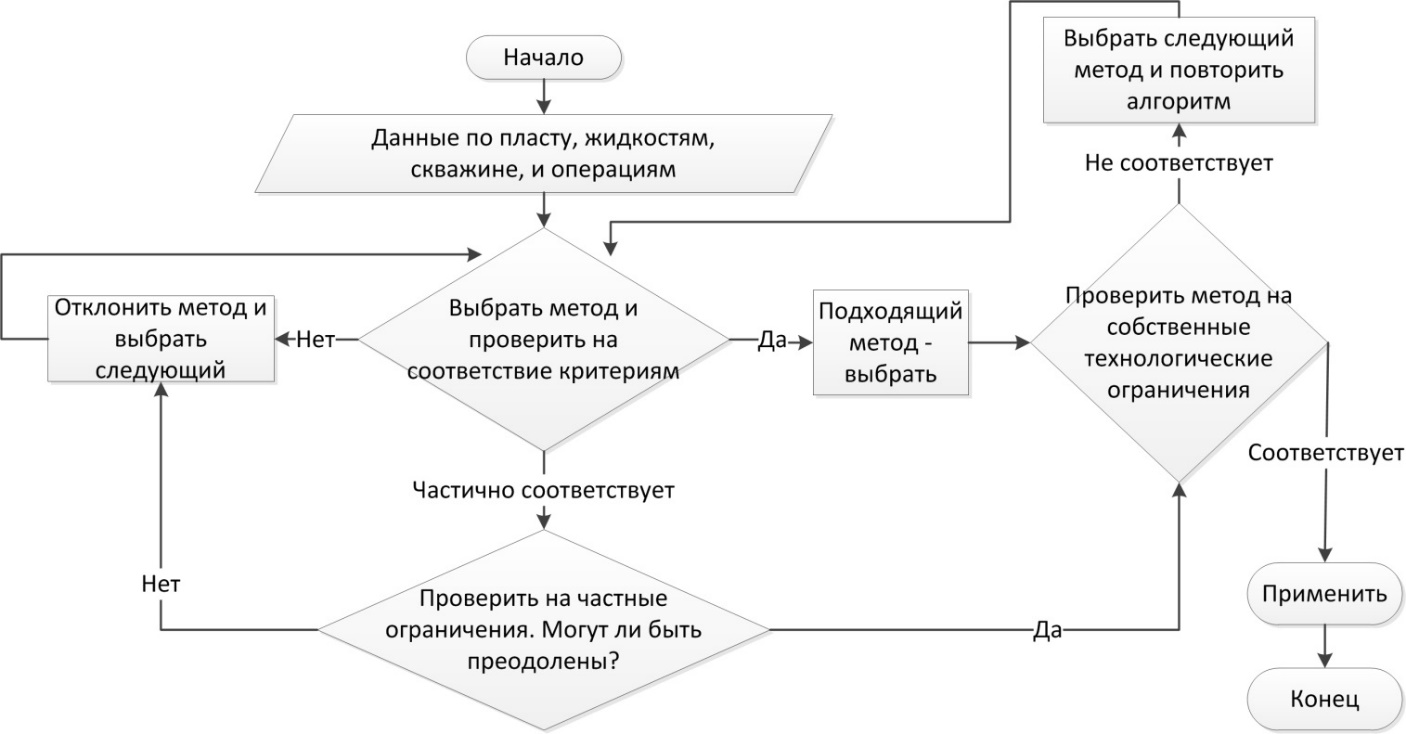 Начало
Данные по пласту, жидкостям,
скважине, и операциям
Выбрать метод и
проверить на
соответствие критериям
Нет
Отклонить метод и
выбрать
следующий
Да
Подходящий
метод -
выбрать
Проверить метод на
собственные
технологические
ограничения
Не соответствует
Выбрать следующий
метод и повторить
алгоритм
Соответствует
Частично соответствует
Проверить на частные
ограничения. Могут ли быть
преодолены?
Нет
Да
Применить
Конец